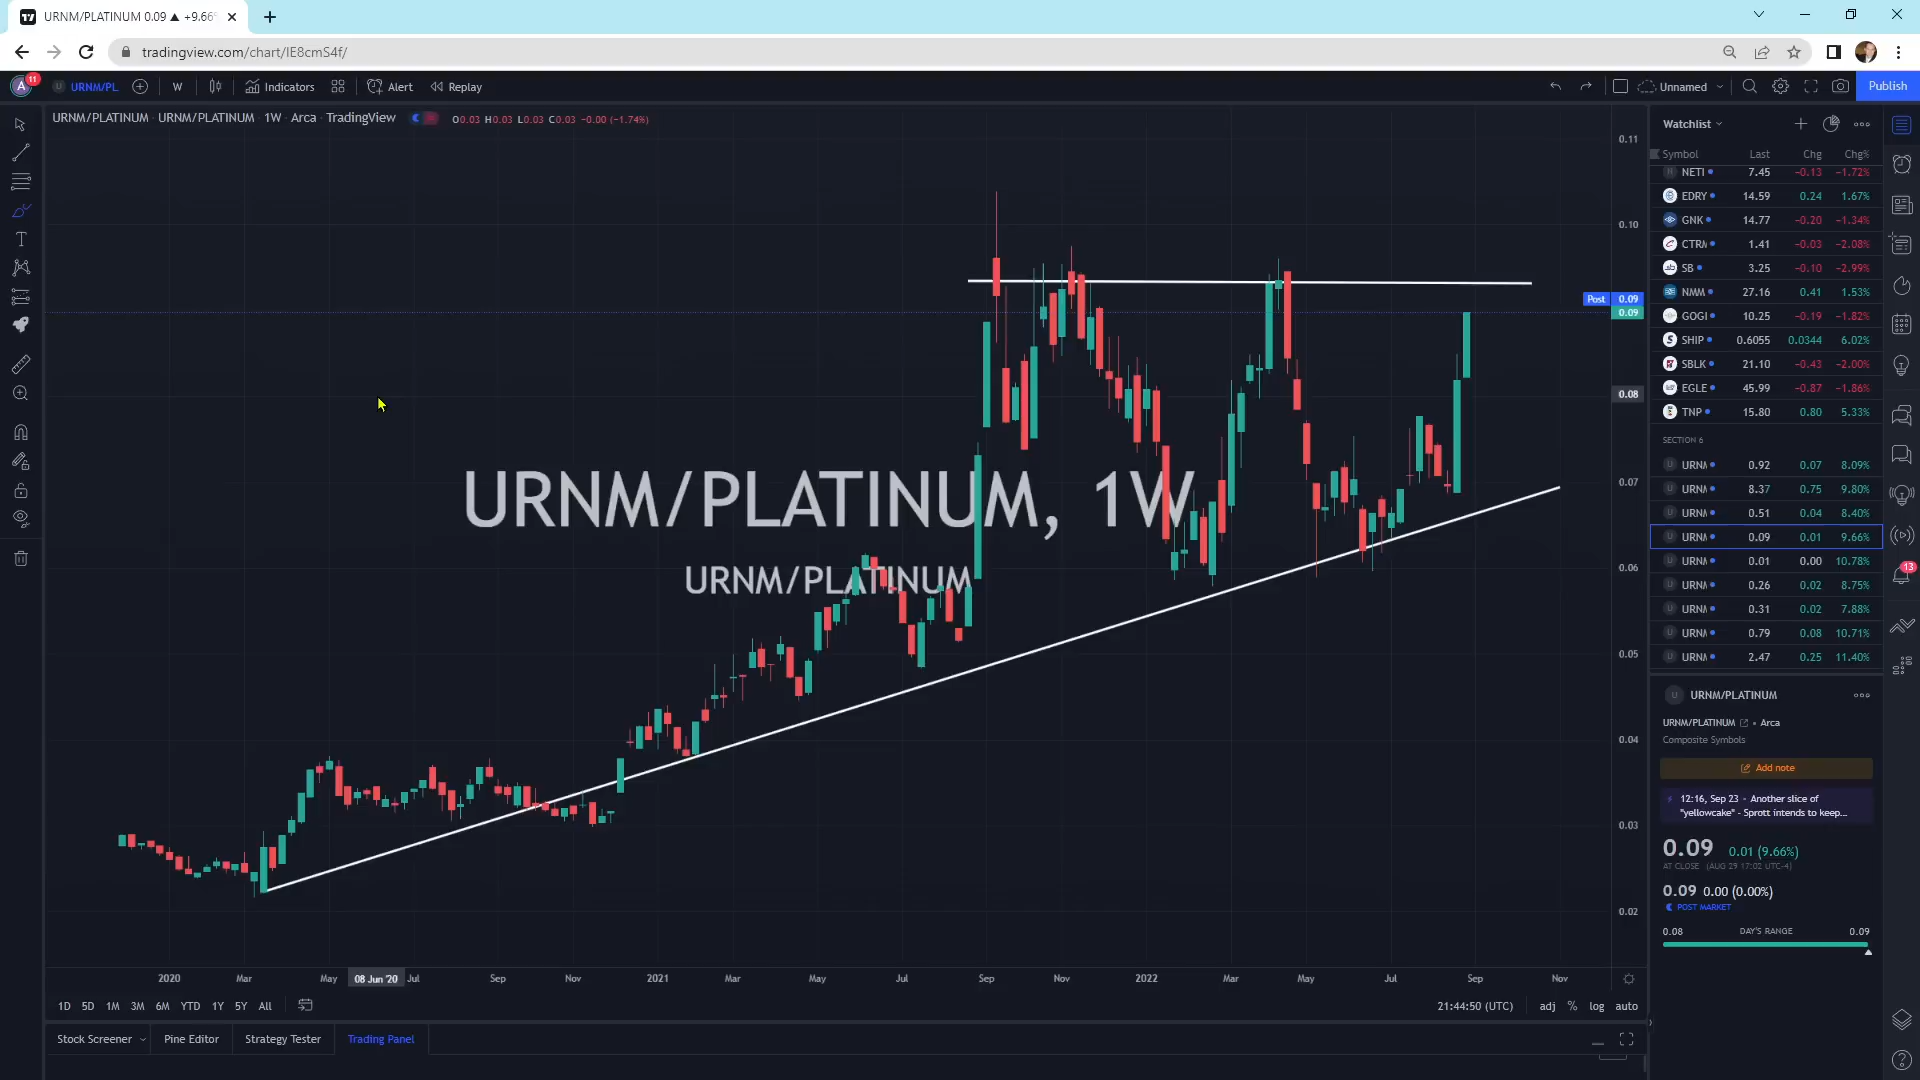 URNM/PLATINUM 0.09 ▲ +9.66
tradingview.com/chart/IE8cmS4f/
A 11 U URNM/PL W Indicators Alert Replay Unnamed Publish
URNM/PLATINUM · URNM/PLATINUM · 1W · Arca · TradingView O0.03 H0.03 L0.03 C0.03 −0.00 (−1.74%)
Watchlist
Symbol Last Chg Chg%
NETI 7.45 −0.13 −1.72%
EDRY 14.59 0.24 1.67%
GNK 14.77 −0.20 −1.34%
CTRM 1.41 −0.03 −2.08%
SB 3.25 −0.10 −2.99%
NMM 27.16 0.41 1.53%
GOGL 10.25 −0.19 −1.82%
SHIP 0.6055 0.0344 6.02%
SBLK 21.10 −0.43 −2.00%
EGLE 45.99 −0.87 −1.86%
TNP 15.80 0.80 5.33%
SECTION 6
URNM 0.92 0.07 8.09%
URNM 8.37 0.75 9.80%
URNM 0.51 0.04 8.40%
URNM 0.09 0.01 9.66%
URNM 0.01 0.00 10.78%
URNM 0.26 0.02 8.75%
URNM 0.31 0.02 7.88%
URNM 0.79 0.08 10.71%
URNM 2.47 0.25 11.40%
13
0.11
0.10
Post 0.09
0.09
0.08
0.07
0.06
0.05
0.04
0.03
0.02
URNM/PLATINUM, 1W
URNM/PLATINUM
2020 Mar May 08 Jun '20 Jul Sep Nov 2021 Mar May Jul Sep Nov 2022 Mar May Jul Sep Nov
1D 5D 1M 3M 6M YTD 1Y 5Y All
21:44:50 (UTC) adj % log auto
Stock Screener Pine Editor Strategy Tester Trading Panel
U URNM/PLATINUM
URNM/PLATINUM • Arca
Composite Symbols
Add note
12:16, Sep 23 - Another slice of
"yellowcake" - Sprott intends to keep...
0.09 0.01 (9.66%)
AT CLOSE (AUG 29 17:02 UTC-4)
0.09 0.00 (0.00%)
POST MARKET
0.08 DAY'S RANGE 0.09